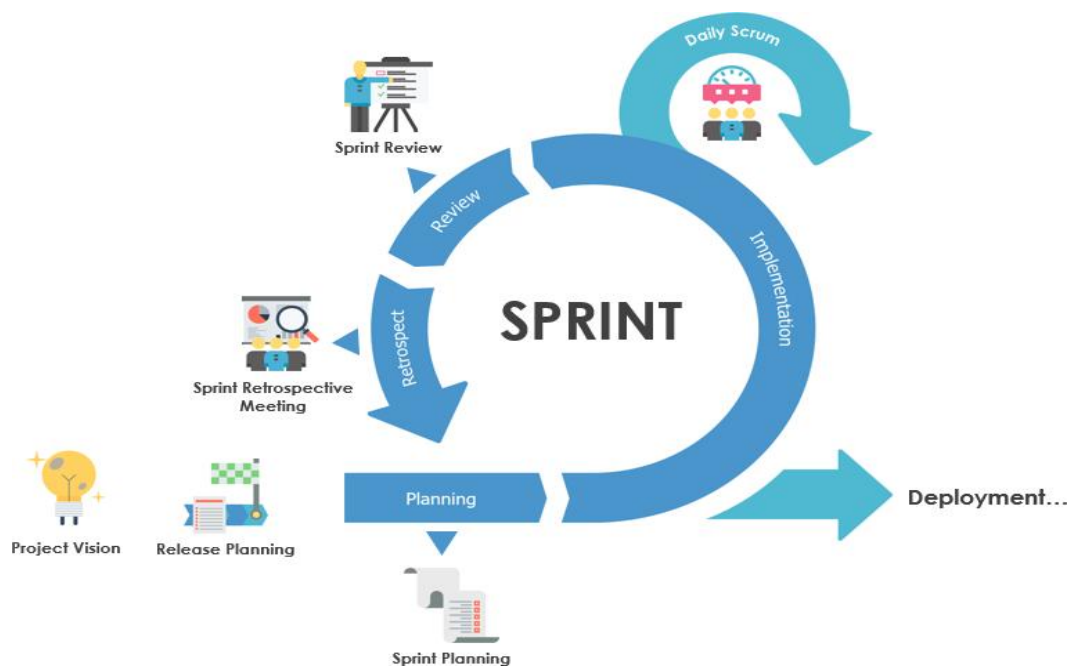 Daily Scrum
Sprint Review
Review
Implementation
SPRINT
Retrospect
Sprint Retrospective
Meeting
Planning
Deployment...
Project Vision
Release Planning
Sprint Planning